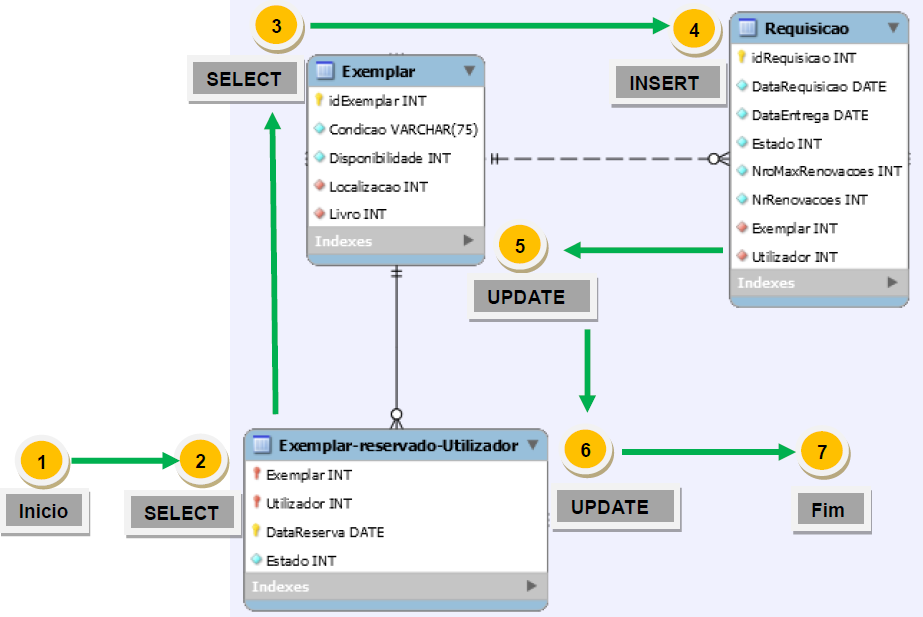 3
SELECT
4
INSERT
Exemplar
idExemplar INT
Condicao VARCHAR(75)
Disponibilidade INT
Localizacao INT
Livro INT
Indexes
Requisicao
idRequisicao INT
DataRequisicao DATE
DataEntrega DATE
Estado INT
NroMaxRenovacoes INT
NrRenovacoes INT
Exemplar INT
Utilizador INT
Indexes
5
UPDATE
1
Inicio
2
SELECT
Exemplar-reservado-Utilizador
Exemplar INT
Utilizador INT
DataReserva DATE
Estado INT
Indexes
6
UPDATE
7
Fim